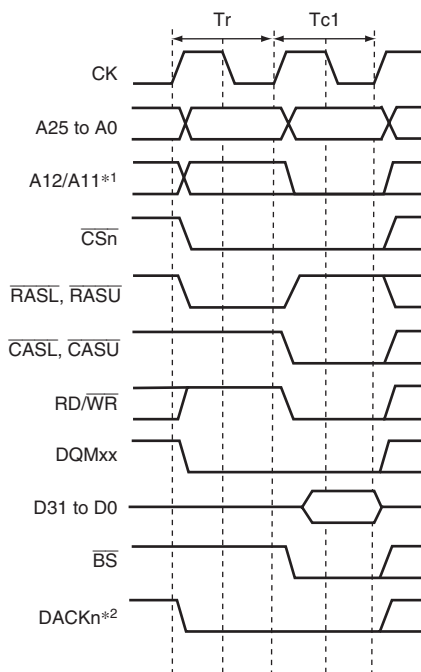 Tr Tc1
CK
A25 to A0
A12/A11*1
CSn
RASL, RASU
CASL, CASU
RD/WR
DQMxx
D31 to D0
BS
DACKn*2